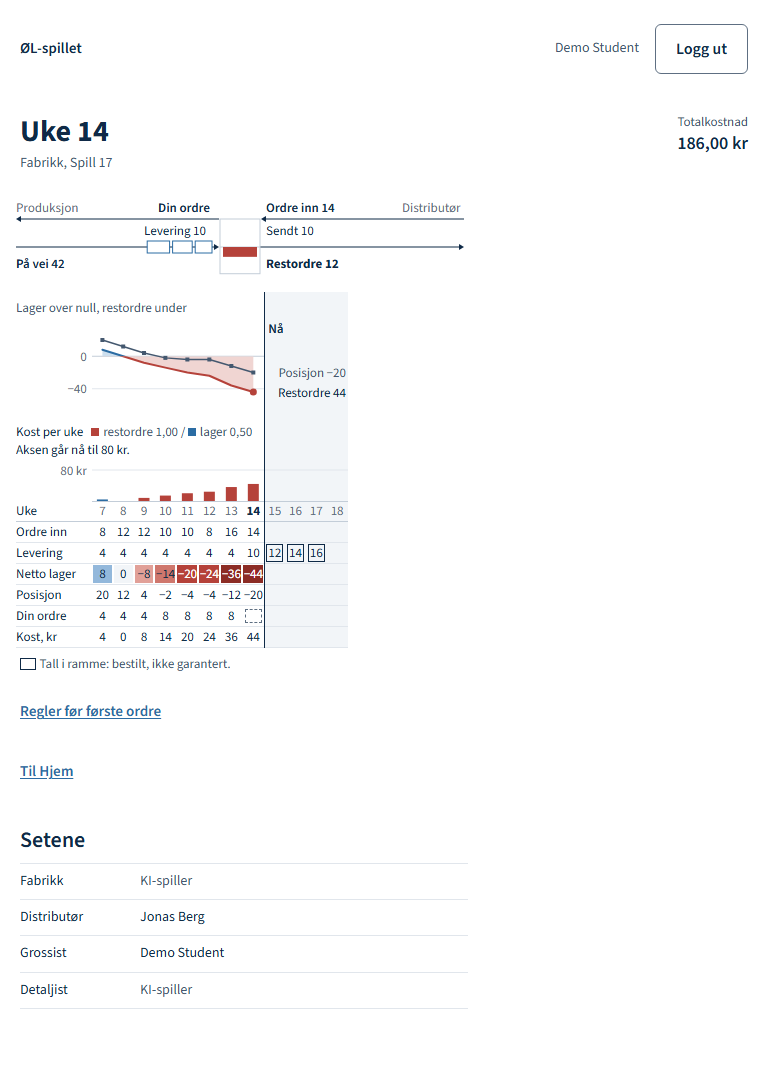 ØL-spillet
Demo Student
Logg ut
Uke 14
Fabrikk, Spill 17
Totalkostnad
186,00 kr
Produksjon Din ordre Ordre inn 14 Distributør
Levering 10 Sendt 10
På vei 42 Restordre 12
Lager over null, restordre under
Nå
0
Posisjon −20
−40
Restordre 44
Kost per uke restordre 1,00 / lager 0,50
Aksen går nå til 80 kr.
80 kr
Uke 7 8 9 10 11 12 13 14 15 16 17 18
Ordre inn 8 12 12 10 10 8 16 14
Levering 4 4 4 4 4 4 4 10 12 14 16
Netto lager 8 0 −8 −14 −20 −24 −36 −44
Posisjon 20 12 4 −2 −4 −4 −12 −20
Din ordre 4 4 4 8 8 8 8
Kost, kr 4 0 8 14 20 24 36 44
Tall i ramme: bestilt, ikke garantert.
Regler før første ordre
Til Hjem
Setene
Fabrikk KI-spiller
Distributør Jonas Berg
Grossist Demo Student
Detaljist KI-spiller